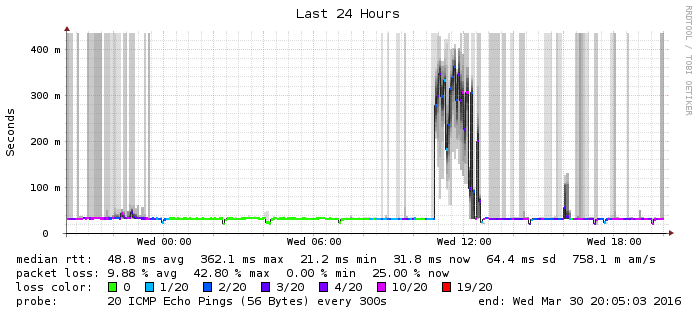 Last 24 Hours
RRDTOOL / TOBI OETIKER
Seconds
400 m
300 m
200 m
100 m
0
Wed 00:00 Wed 06:00 Wed 12:00 Wed 18:00
median rtt: 48.8 ms avg 362.1 ms max 21.2 ms min 31.8 ms now 64.4 ms sd 758.1 m am/s
packet loss: 9.88 % avg 42.80 % max 0.00 % min 25.00 % now
loss color: 0 1/20 2/20 3/20 4/20 10/20 19/20
probe: 20 ICMP Echo Pings (56 Bytes) every 300s end: Wed Mar 30 20:05:03 2016